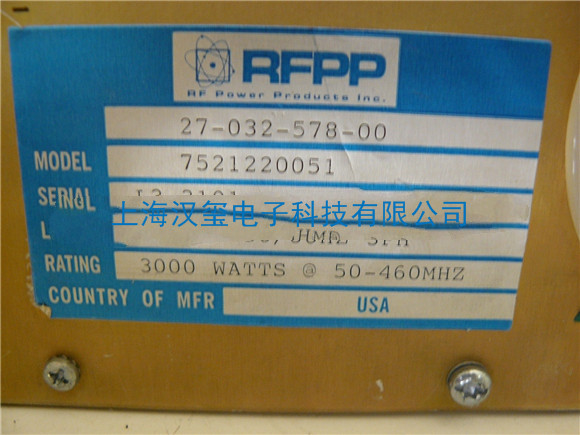 RFPP
RF Power Products Inc.
27-032-578-00
MODEL 7521220051
上海汉玺电子科技有限公司
L
RATING 3000 WATTS @ 50-460MHZ
COUNTRY OF MFR USA